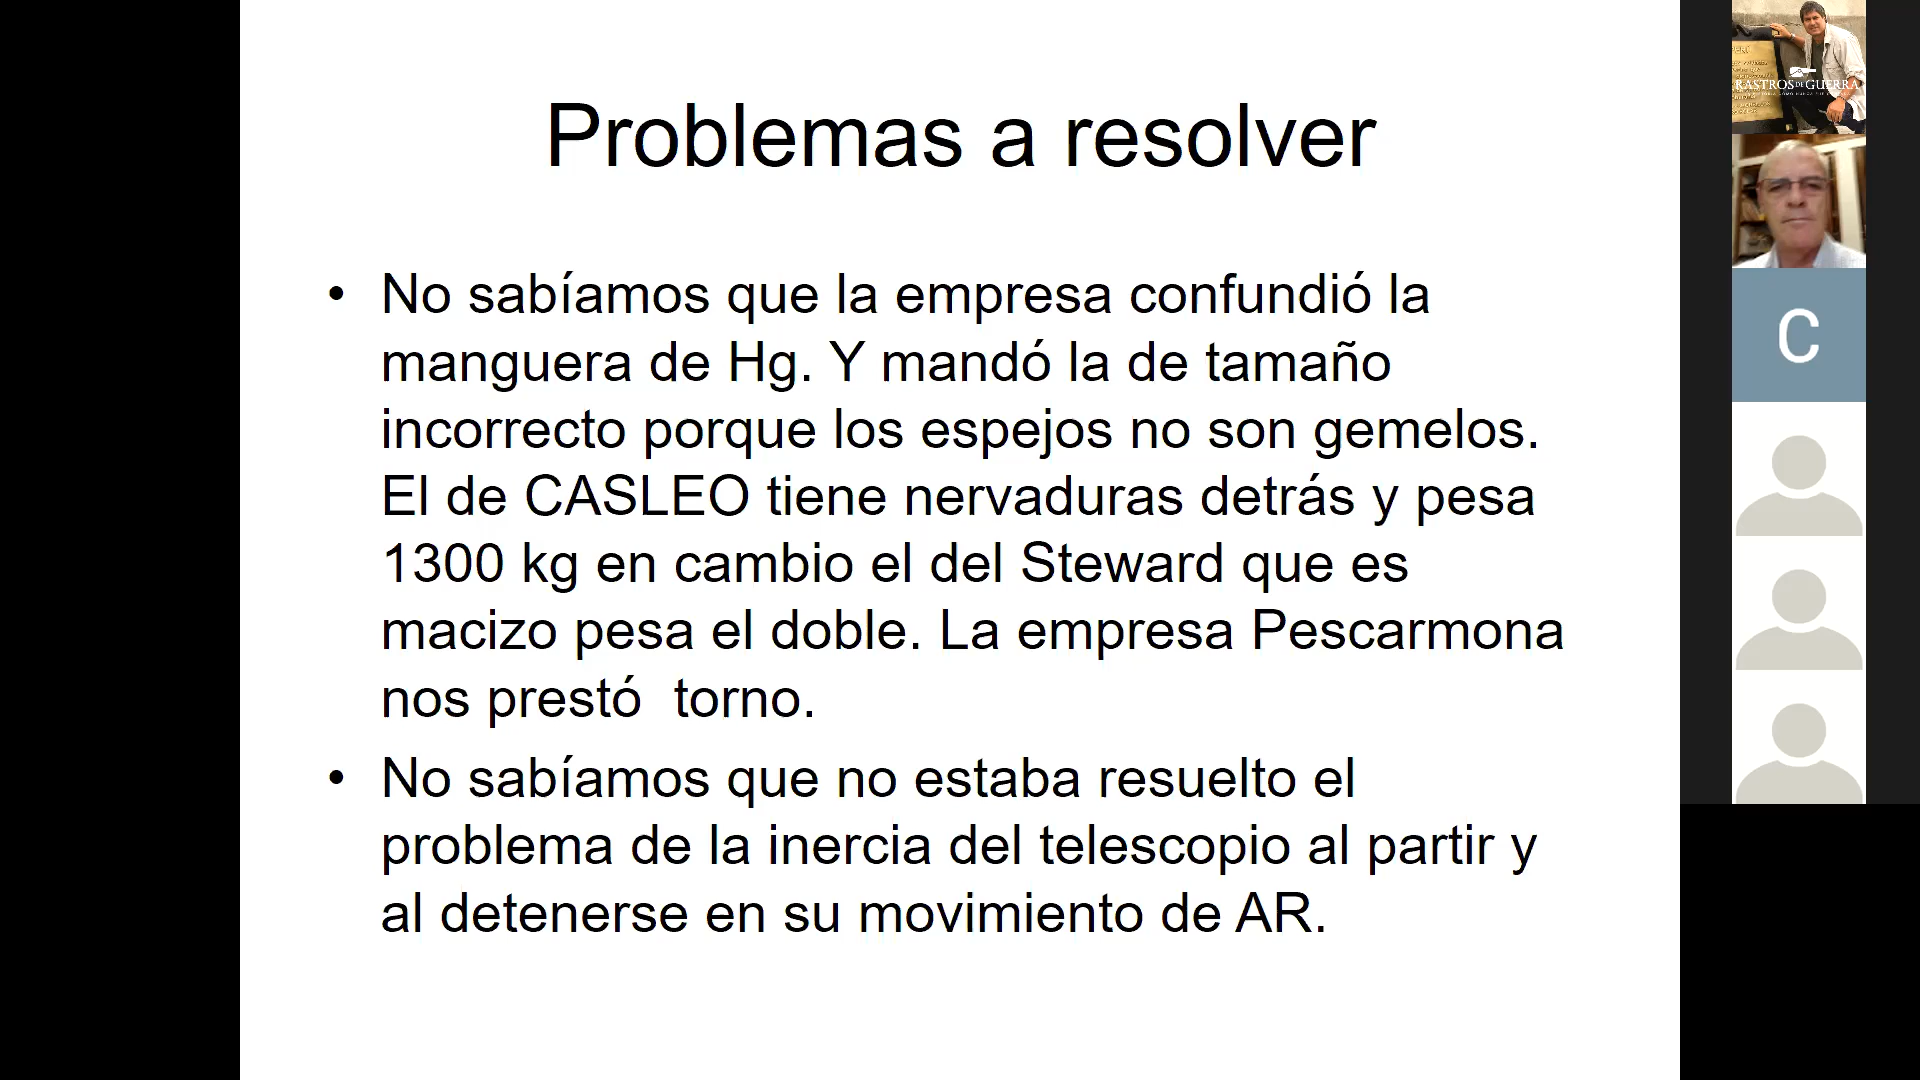 Problemas a resolver
• No sabíamos que la empresa confundió la
manguera de Hg. Y mandó la de tamaño
incorrecto porque los espejos no son gemelos.
El de CASLEO tiene nervaduras detrás y pesa
1300 kg en cambio el del Steward que es
macizo pesa el doble. La empresa Pescarmona
nos prestó  torno.
• No sabíamos que no estaba resuelto el
problema de la inercia del telescopio al partir y
al detenerse en su movimiento de AR.
RASTROS DE GUERRA
C